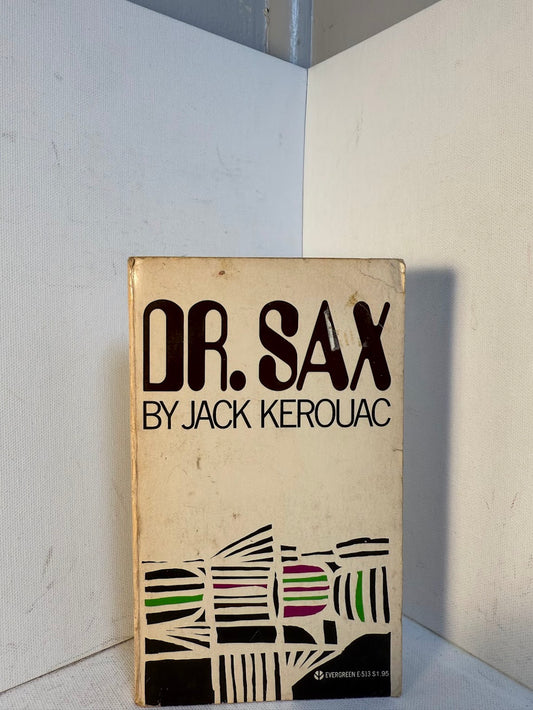 DR. SAX
BY JACK KEROUAC
EVERGREEN E-513 $1.95